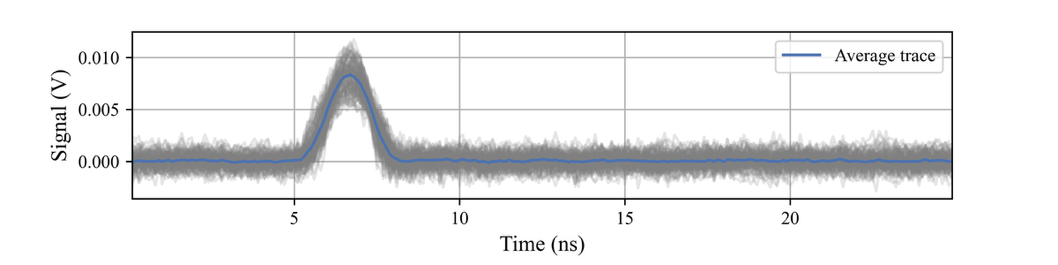 Signal (V)
0.010
0.005
0.000
Average trace
5 10 15 20
Time (ns)